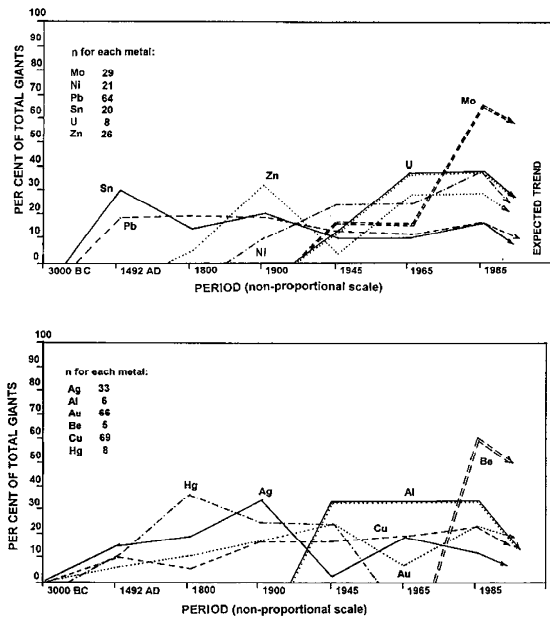 100
90
80
70
60
50
40
30
20
10
0
PER CENT OF TOTAL GIANTS
n for each metal:
Mo 29
Ni 21
Pb 64
Sn 20
U 8
Zn 26
Mo
U
Zn
Sn
Pb
NI
EXPECTED TREND
3000 BC 1492 AD 1800 1900 1945 1965 1985
PERIOD (non-proportional scale)
100
90
80
70
60
50
40
30
20
10
0
PER CENT OF TOTAL GIANTS
n for each metal:
Ag 33
Al 6
Au 66
Be 5
Cu 69
Hg 8
Be
Hg
Ag
Al
Cu
Au
3000 BC 1492 AD 1800 1900 1945 1965 1985
PERIOD (non-proportional scale)